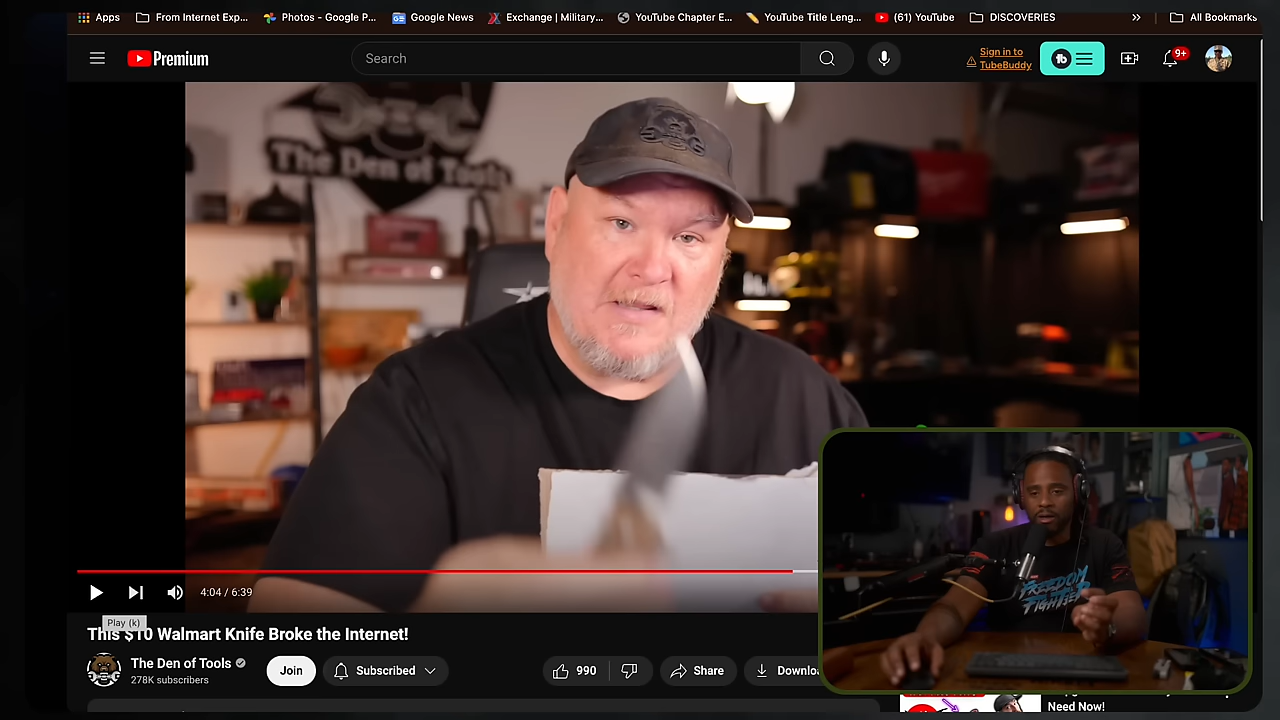 Apps
From Internet Exp...
Photos - Google P...
Google News
Exchange | Military...
YouTube Chapter E...
YouTube Title Leng...
(61) YouTube
DISCOVERIES
»
All Bookmarks
Premium
Search
Sign in to
TubeBuddy
tb
9+
The Den of Tools
4:04 / 6:39
Play (k)
This $10 Walmart Knife Broke the Internet!
The Den of Tools
278K subscribers
Join
Subscribed
990
Share
Downlo
FREEDOM
FIGHTER
Need Now!